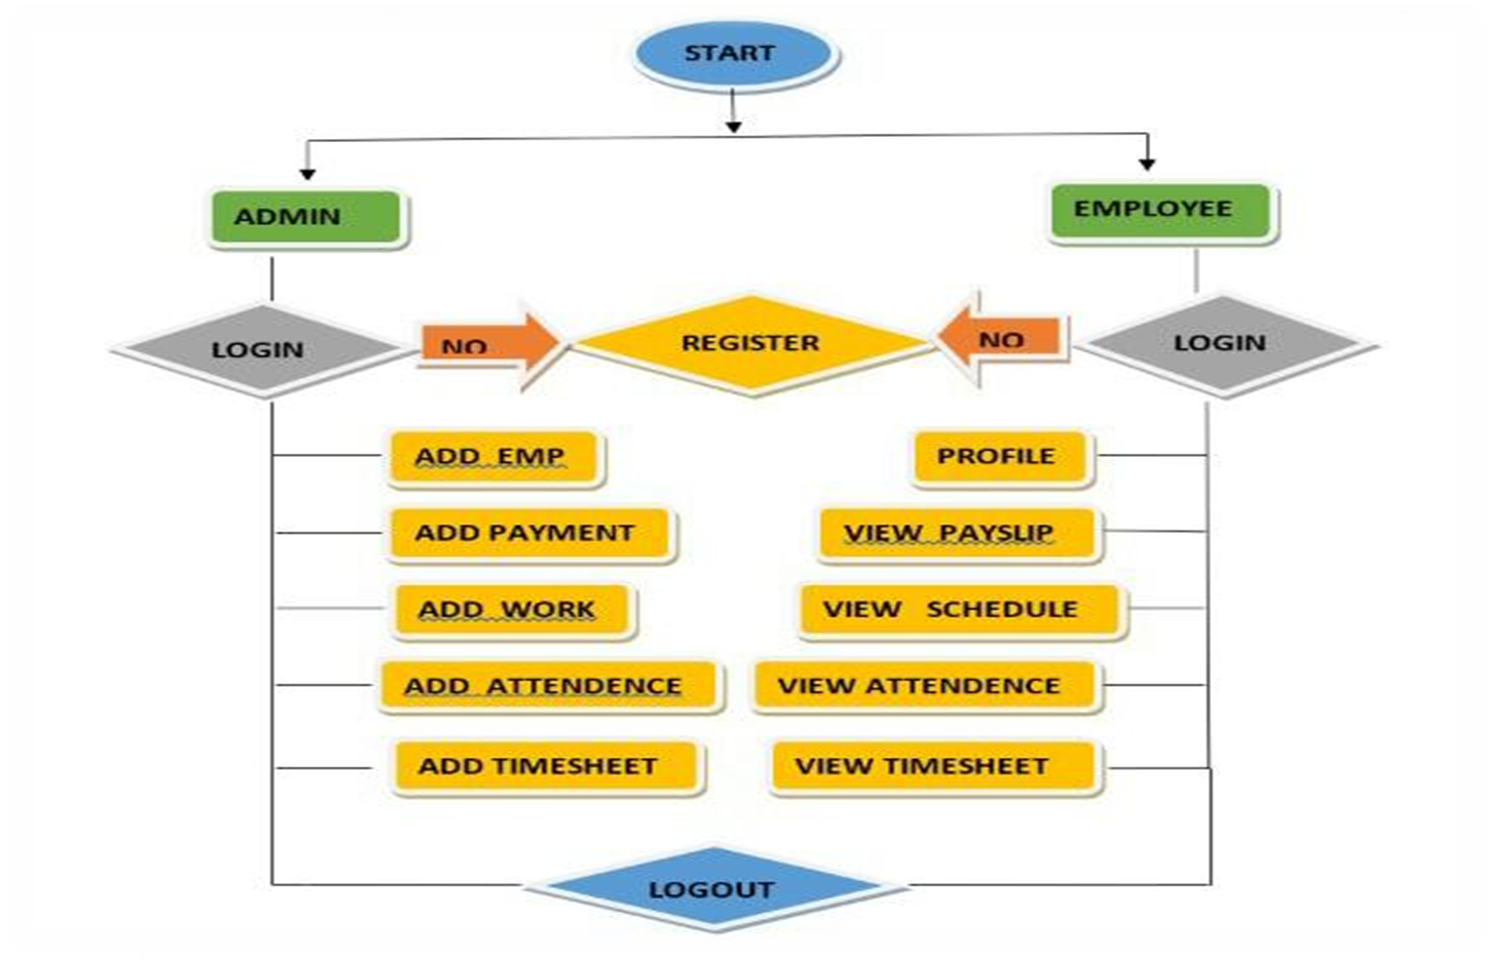 START
ADMIN
EMPLOYEE
LOGIN
NO
REGISTER
NO
LOGIN
ADD EMP
PROFILE
ADD PAYMENT
VIEW PAYSLIP
ADD WORK
VIEW SCHEDULE
ADD ATTENDENCE
VIEW ATTENDENCE
ADD TIMESHEET
VIEW TIMESHEET
LOGOUT